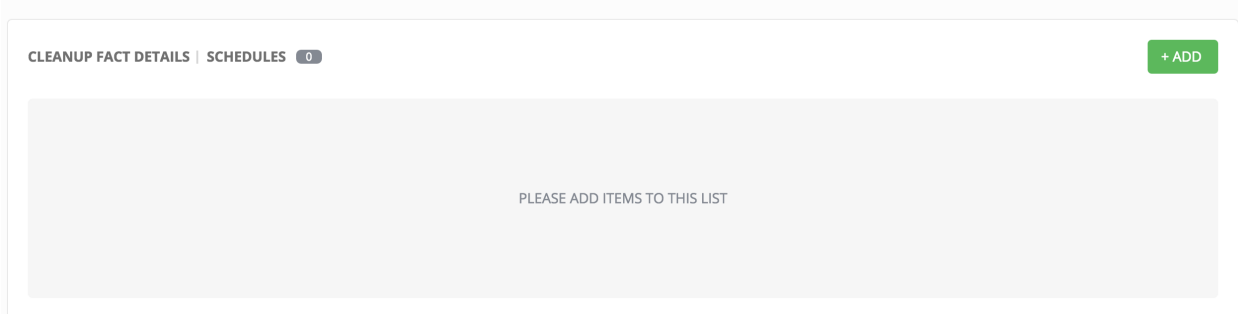 CLEANUP FACT DETAILS | SCHEDULES 0
+ ADD
PLEASE ADD ITEMS TO THIS LIST